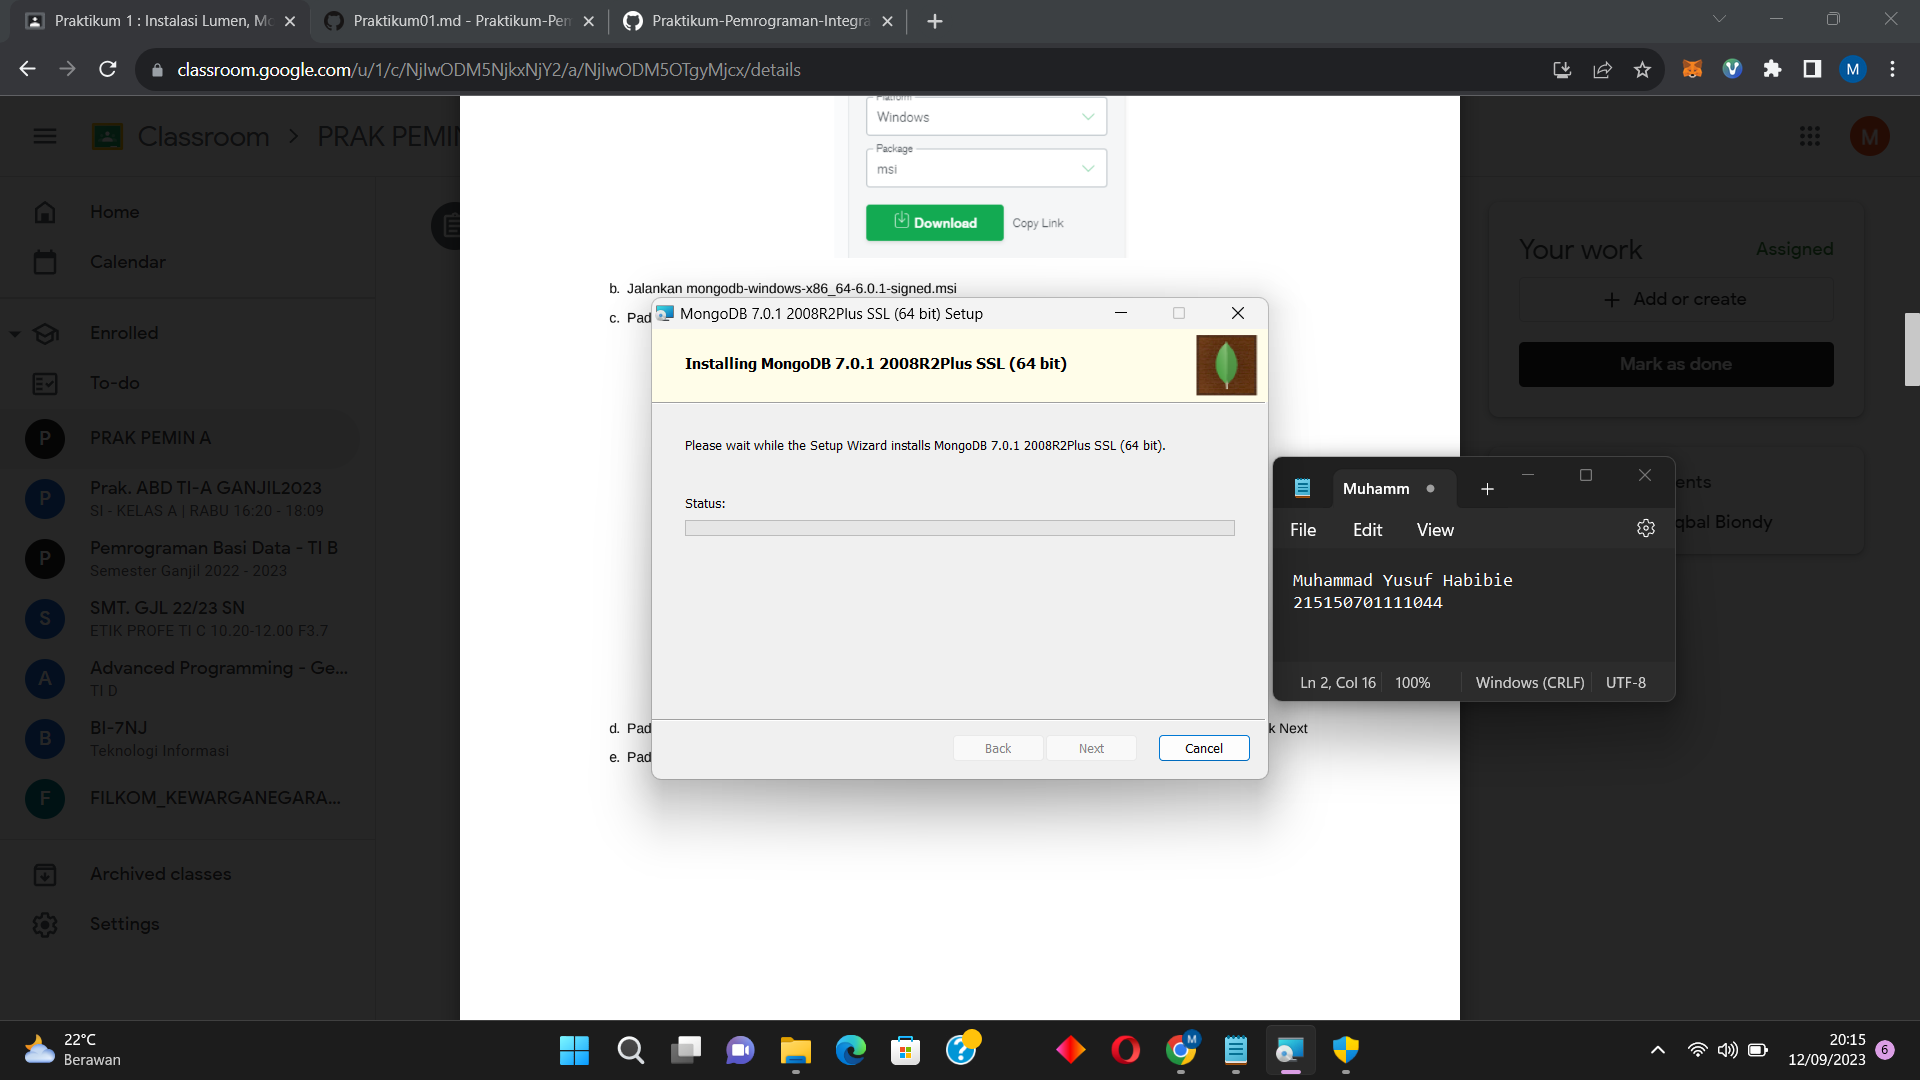 Praktikum 1 : Instalasi Lumen, Mo
Praktikum01.md - Praktikum-Pem
Praktikum-Pemrograman-Integra
classroom.google.com/u/1/c/NjIwODM5NjkxNjY2/a/NjIwODM5OTgyMjcx/details
M
Classroom
PRAK PEMIN
M
Home
Calendar
Enrolled
To-do
P
PRAK PEMIN A
P
Prak. ABD TI-A GANJIL2023
SI - KELAS A | RABU 16:20 - 18:09
P
Pemrograman Basi Data - TI B
Semester Ganjil 2022 - 2023
S
SMT. GJL 22/23 SN
ETIK PROFE TI C 10.20-12.00 F3.7
A
Advanced Programming - Ge...
TI D
B
BI-7NJ
Teknologi Informasi
F
FILKOM_KEWARGANEGARA...
Archived classes
Settings
Platform
Windows
Package
msi
Download
Copy Link
b. Jalankan mongodb-windows-x86_64-6.0.1-signed.msi
c. Pad
d. Pad
k Next
e. Pad
MongoDB 7.0.1 2008R2Plus SSL (64 bit) Setup
Installing MongoDB 7.0.1 2008R2Plus SSL (64 bit)
Please wait while the Setup Wizard installs MongoDB 7.0.1 2008R2Plus SSL (64 bit).
Status:
Back
Next
Cancel
Your work
Assigned
Add or create
Mark as done
ents
qbal Biondy
Muhamm
File
Edit
View
Muhammad Yusuf Habibie
215150701111044
Ln 2, Col 16
100%
Windows (CRLF)
UTF-8
22°C
Berawan
M
20:15
12/09/2023
6